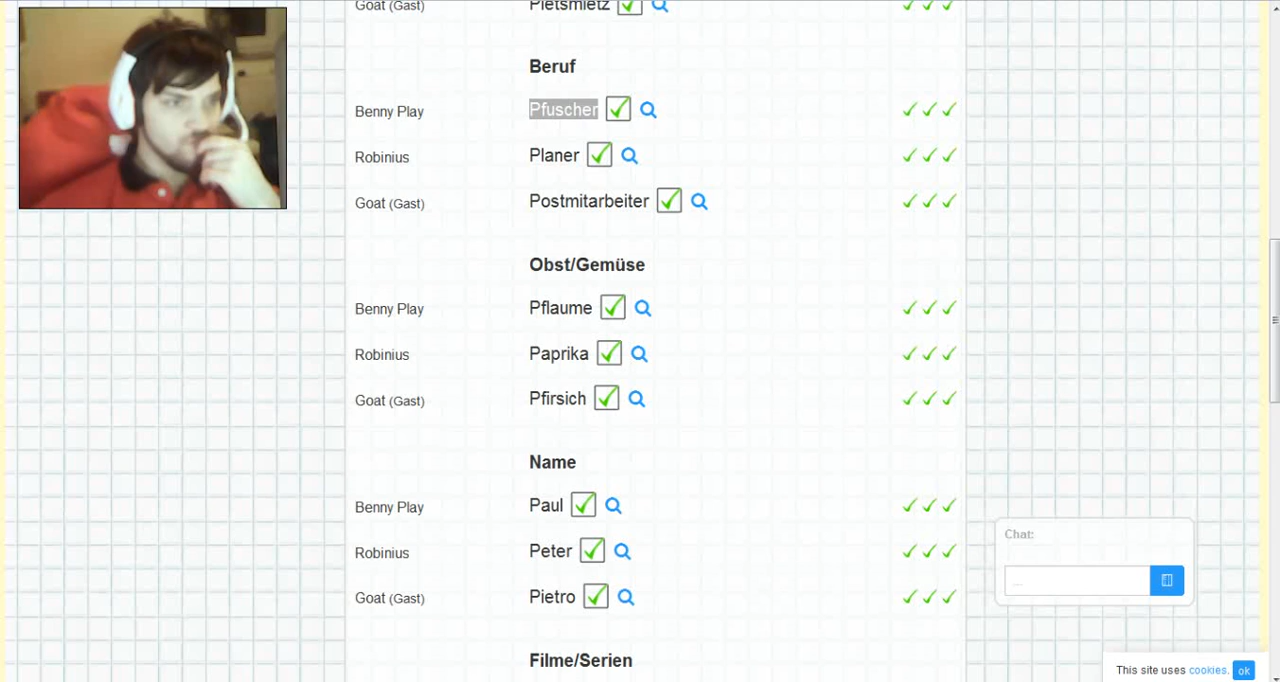 Goat (Gast) Pietsmietz
Beruf
Benny Play Pfuscher
Robinius Planer
Goat (Gast) Postmitarbeiter
Obst/Gemüse
Benny Play Pflaume
Robinius Paprika
Goat (Gast) Pfirsich
Name
Benny Play Paul
Robinius Peter
Goat (Gast) Pietro
Chat:
...
Filme/Serien
This site uses cookies. ok